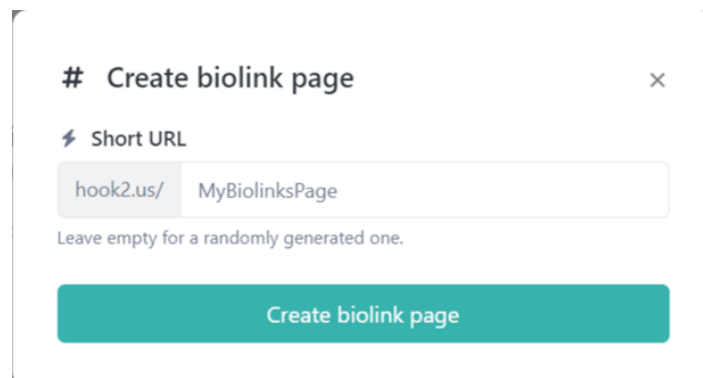 # Create biolink page ×
Short URL
hook2.us/ MyBiolinksPage
Leave empty for a randomly generated one.
Create biolink page